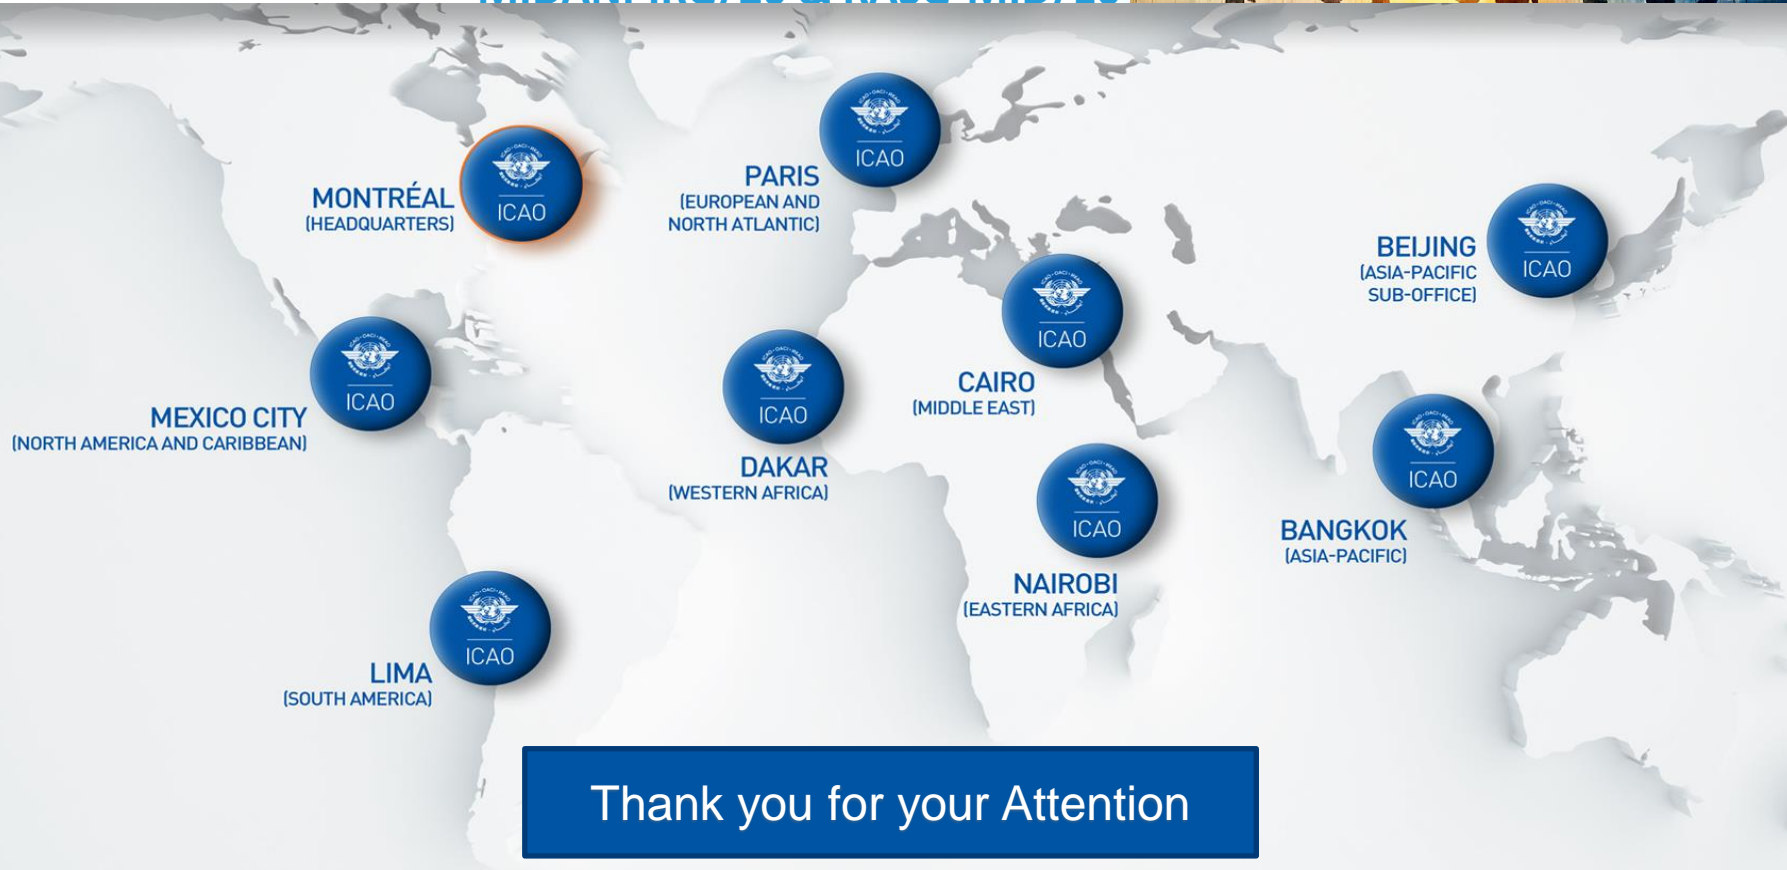 ICAO
PARIS
(EUROPEAN AND
NORTH ATLANTIC)
ICAO
MONTRÉAL
(HEADQUARTERS)
ICAO
BEIJING
(ASIA-PACIFIC
SUB-OFFICE)
ICAO
CAIRO
(MIDDLE EAST)
ICAO
MEXICO CITY
(NORTH AMERICA AND CARIBBEAN)
ICAO
DAKAR
(WESTERN AFRICA)
ICAO
BANGKOK
(ASIA-PACIFIC)
ICAO
NAIROBI
(EASTERN AFRICA)
ICAO
LIMA
(SOUTH AMERICA)
Thank you for your Attention